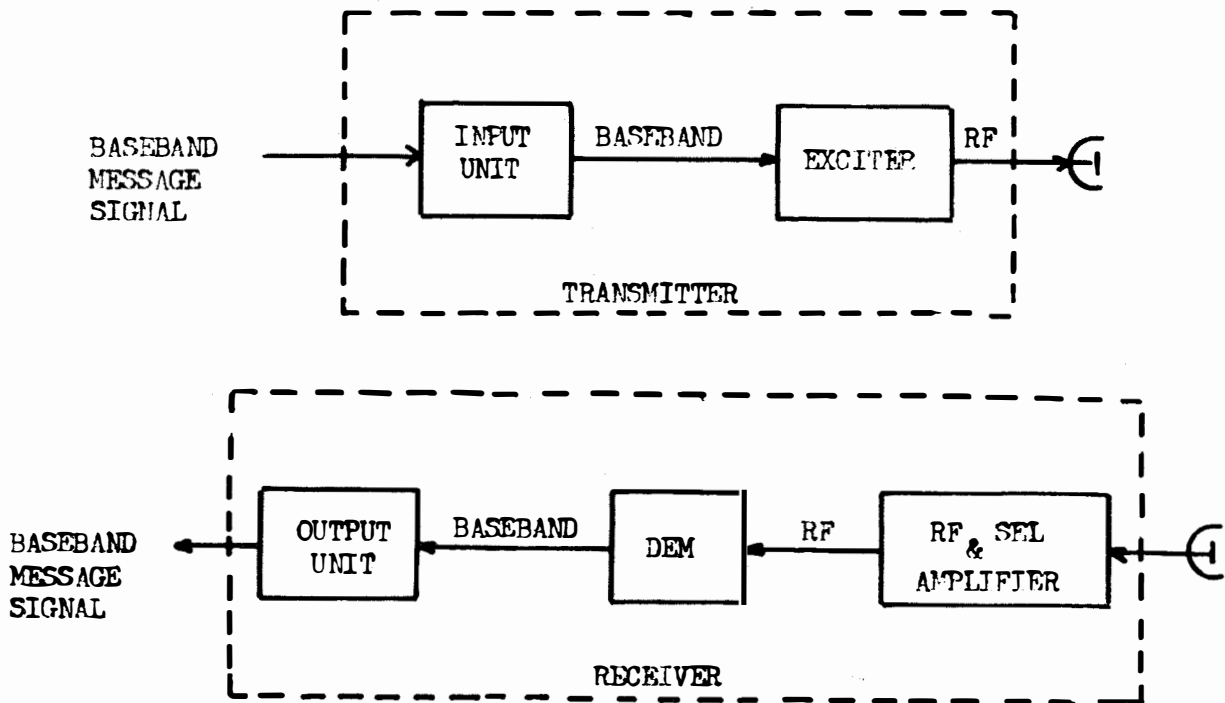 BASEBAND
MESSAGE
SIGNAL
INPUT
UNIT
BASEBAND
EXCITER
RF
TRANSMITTER
BASEBAND
MESSAGE
SIGNAL
OUTPUT
UNIT
BASEBAND
DEM
RF
RF & SEL
AMPLIFIER
RECEIVER